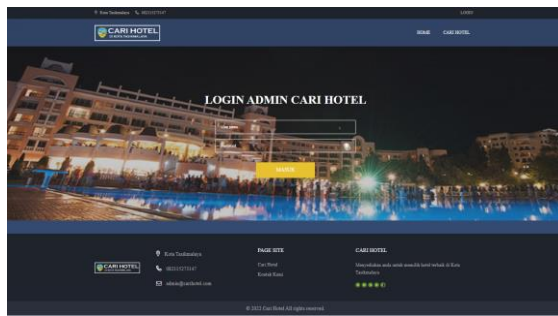 Kota Tasikmalaya
LOGIN
CARI HOTEL
HOME
CARI HOTEL
LOGIN ADMIN CARI HOTEL
MASUK
CARI HOTEL
Kota Tasikmalaya
082315273147
admin@carihotel.com
PAGE SITE
Cari Hotel
Kontak Kami
CARI HOTEL
Menyediakan anda untuk memilih hotel terbaik di Kota
Tasikmalaya
© 2022 Cari Hotel All rights reserved